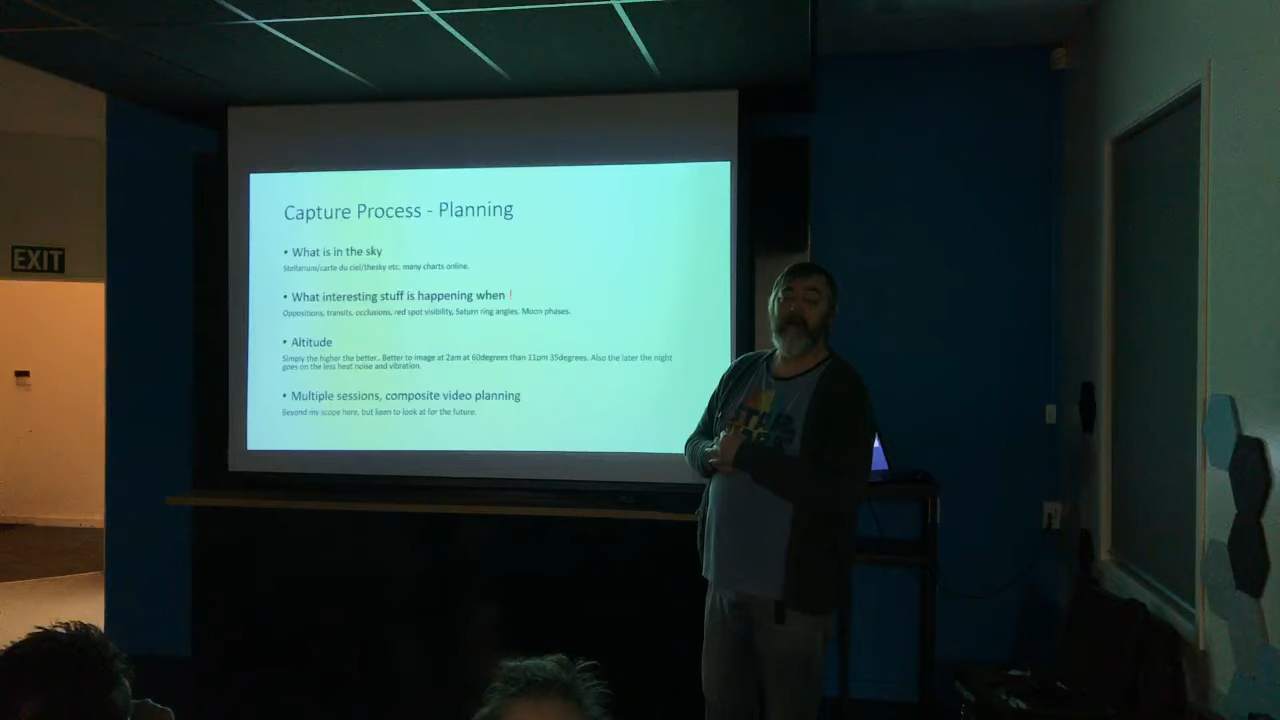 EXIT
Capture Process - Planning
• What is in the sky
Stellarium/carte du ciel/thesky etc. many charts online.
• What interesting stuff is happening when !
Oppositions, transits, occlusions, red spot visibility, Saturn ring angles, Moon phases.
• Altitude
Simply the higher the better.. Better to image at 2am at 60degrees than 11pm 35degrees. Also the later the night
goes on the less heat noise and vibration.
• Multiple sessions, composite video planning
Beyond my scope here, but keen to look at for the future.
STAR
WARS